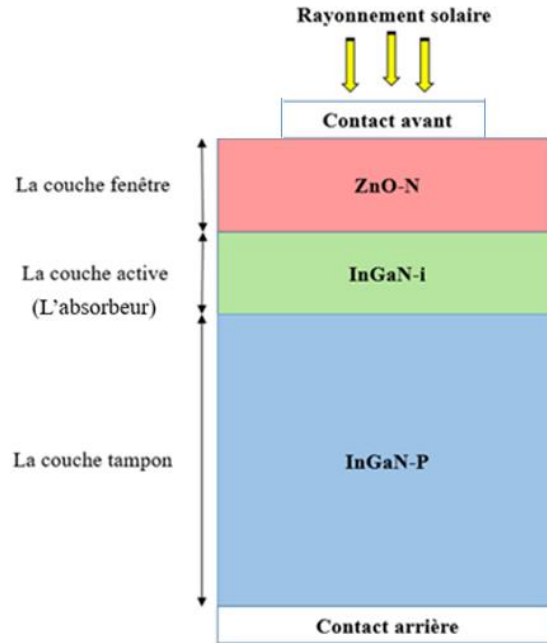 Rayonnement solaire
Contact avant
La couche fenêtre
ZnO-N
La couche active
(L'absorbeur)
InGaN-i
La couche tampon
InGaN-P
Contact arrière